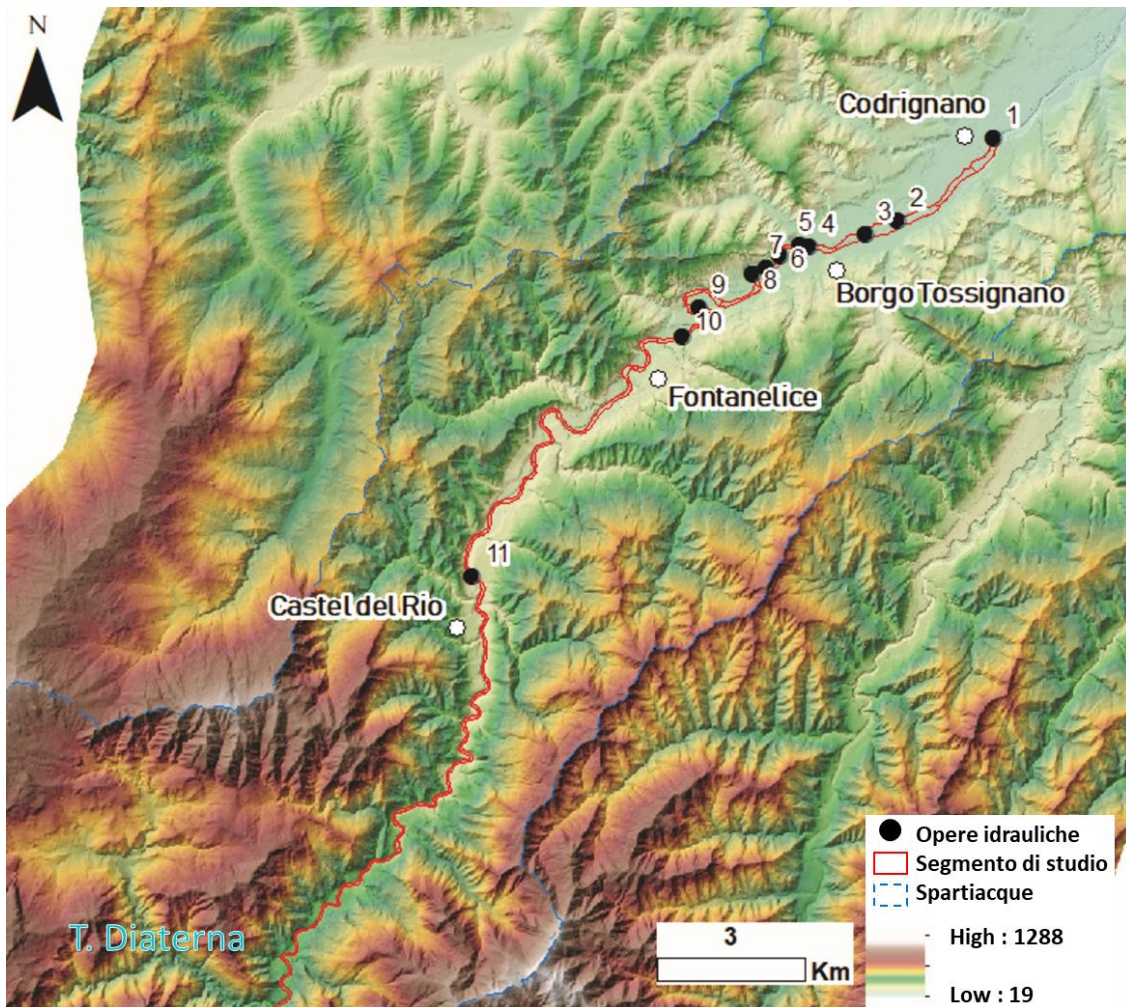 N
Codrignano
1
2
3
5 4
Borgo Tossignano
7
6
8
9
10
Fontanelice
11
Castel del Rio
T. Diaterna
Opere idrauliche
Segmento di studio
Spartiacque
High : 1288
Low : 19
3
Km